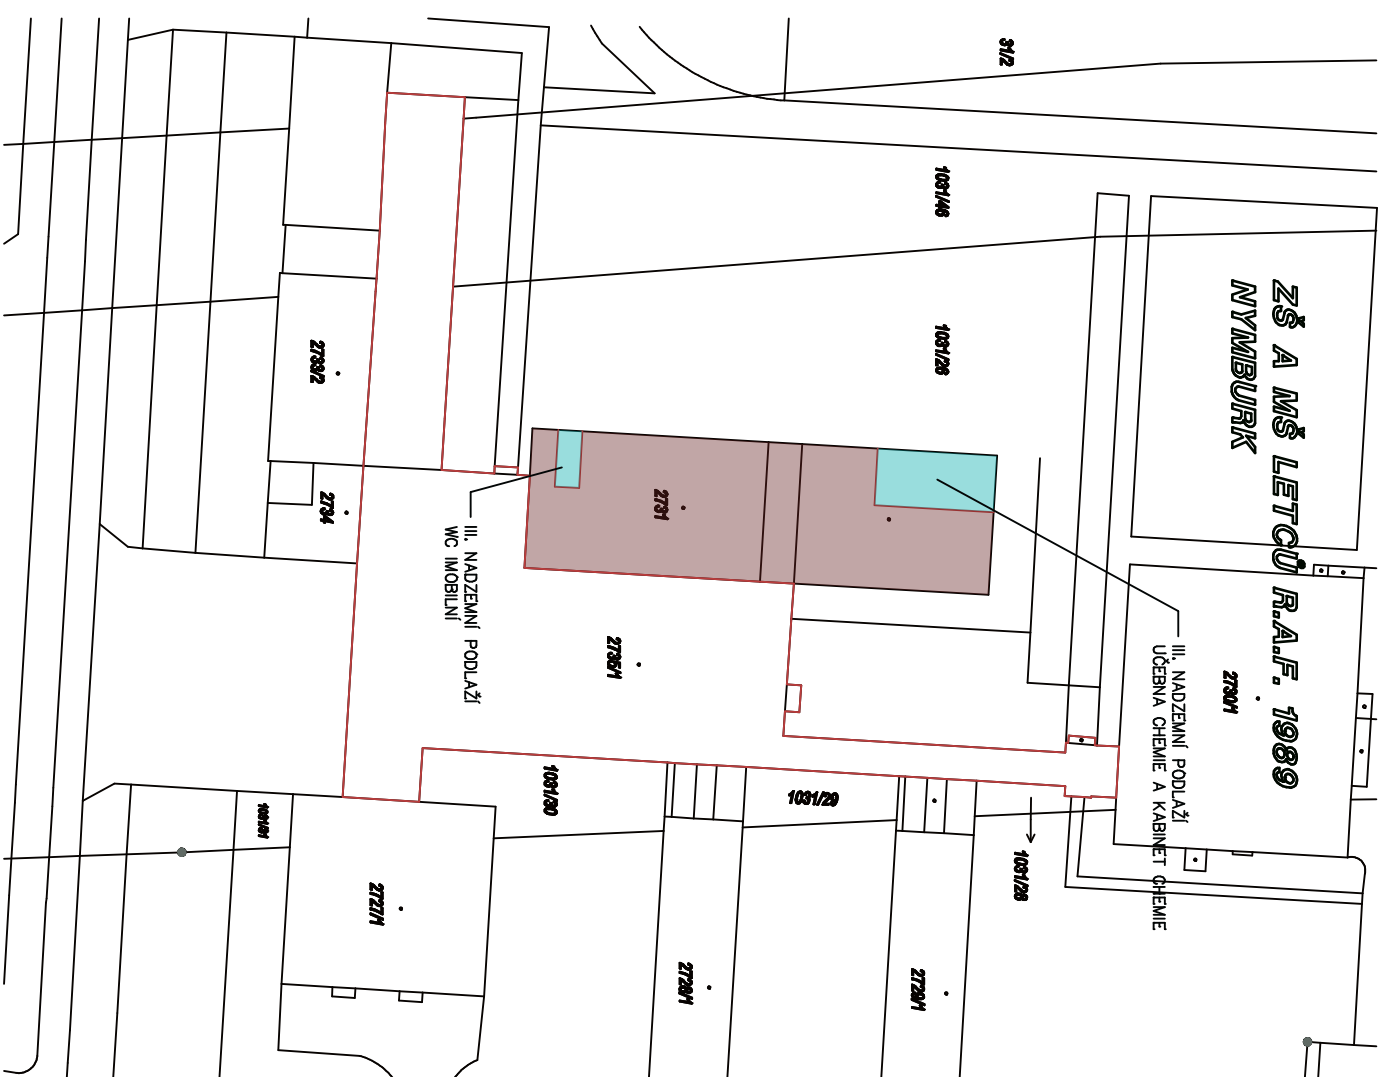 ZŠ A MŠ LETCŮ R.A.F. 1989
NYMBURK
31/2
1031/46
1031/26
2733/2
2734
2731
III. NADZEMNÍ PODLAŽÍ
WC IMOBILNÍ
III. NADZEMNÍ PODLAŽÍ
UČEBNA CHEMIE A KABINET CHEMIE
2735/1
2730/1
1031/30
1031/29
1031/28
1031/31
2727/1
2728/1
2729/1